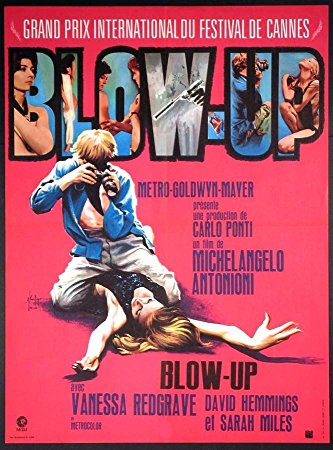 GRAND PRIX INTERNATIONAL DU FESTIVAL DE CANNES
BLOW-UP
METRO-GOLDWYN-MAYER
présente
une production de
CARLO PONTI
un film de
MICHELANGELO
ANTONIONI
BLOW-UP
avec
VANESSA REDGRAVE
DAVID HEMMINGS
et SARAH MILES
en METROCOLOR
MGM